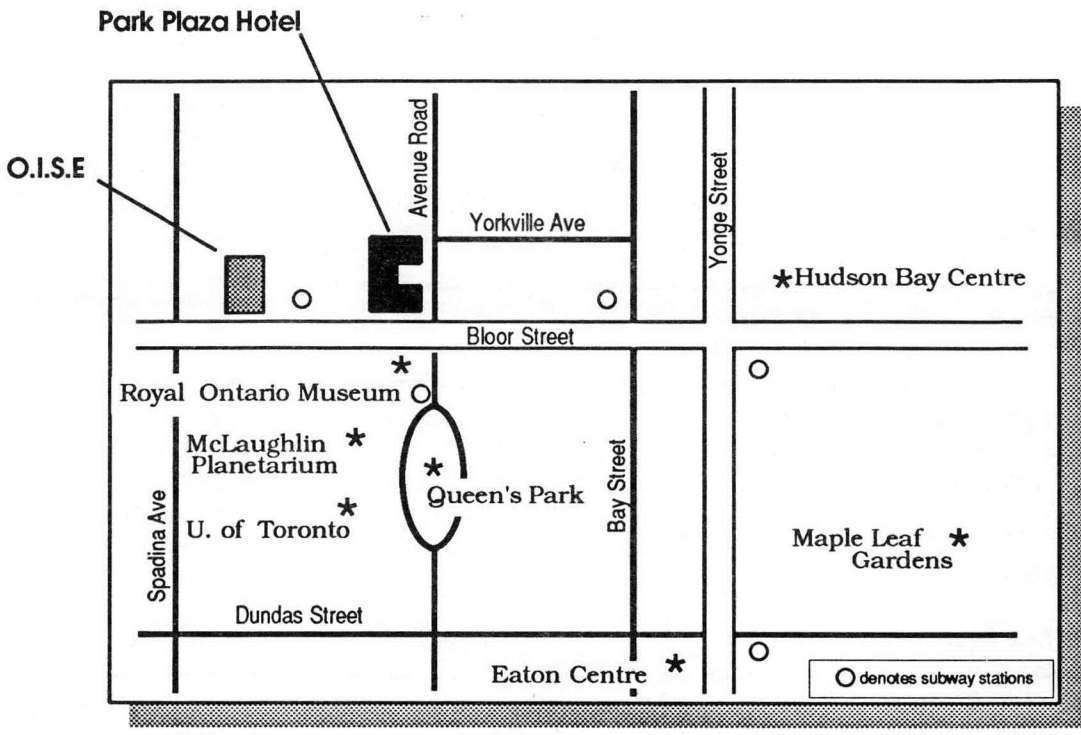 Park Plaza Hotel
O.I.S.E
Avenue Road
Yorkville Ave
Yonge Street
Hudson Bay Centre
Bloor Street
Royal Ontario Museum
McLaughlin
Planetarium
Queen's Park
U. of Toronto
Spadina Ave
Bay Street
Maple Leaf
Gardens
Dundas Street
Eaton Centre
denotes subway stations